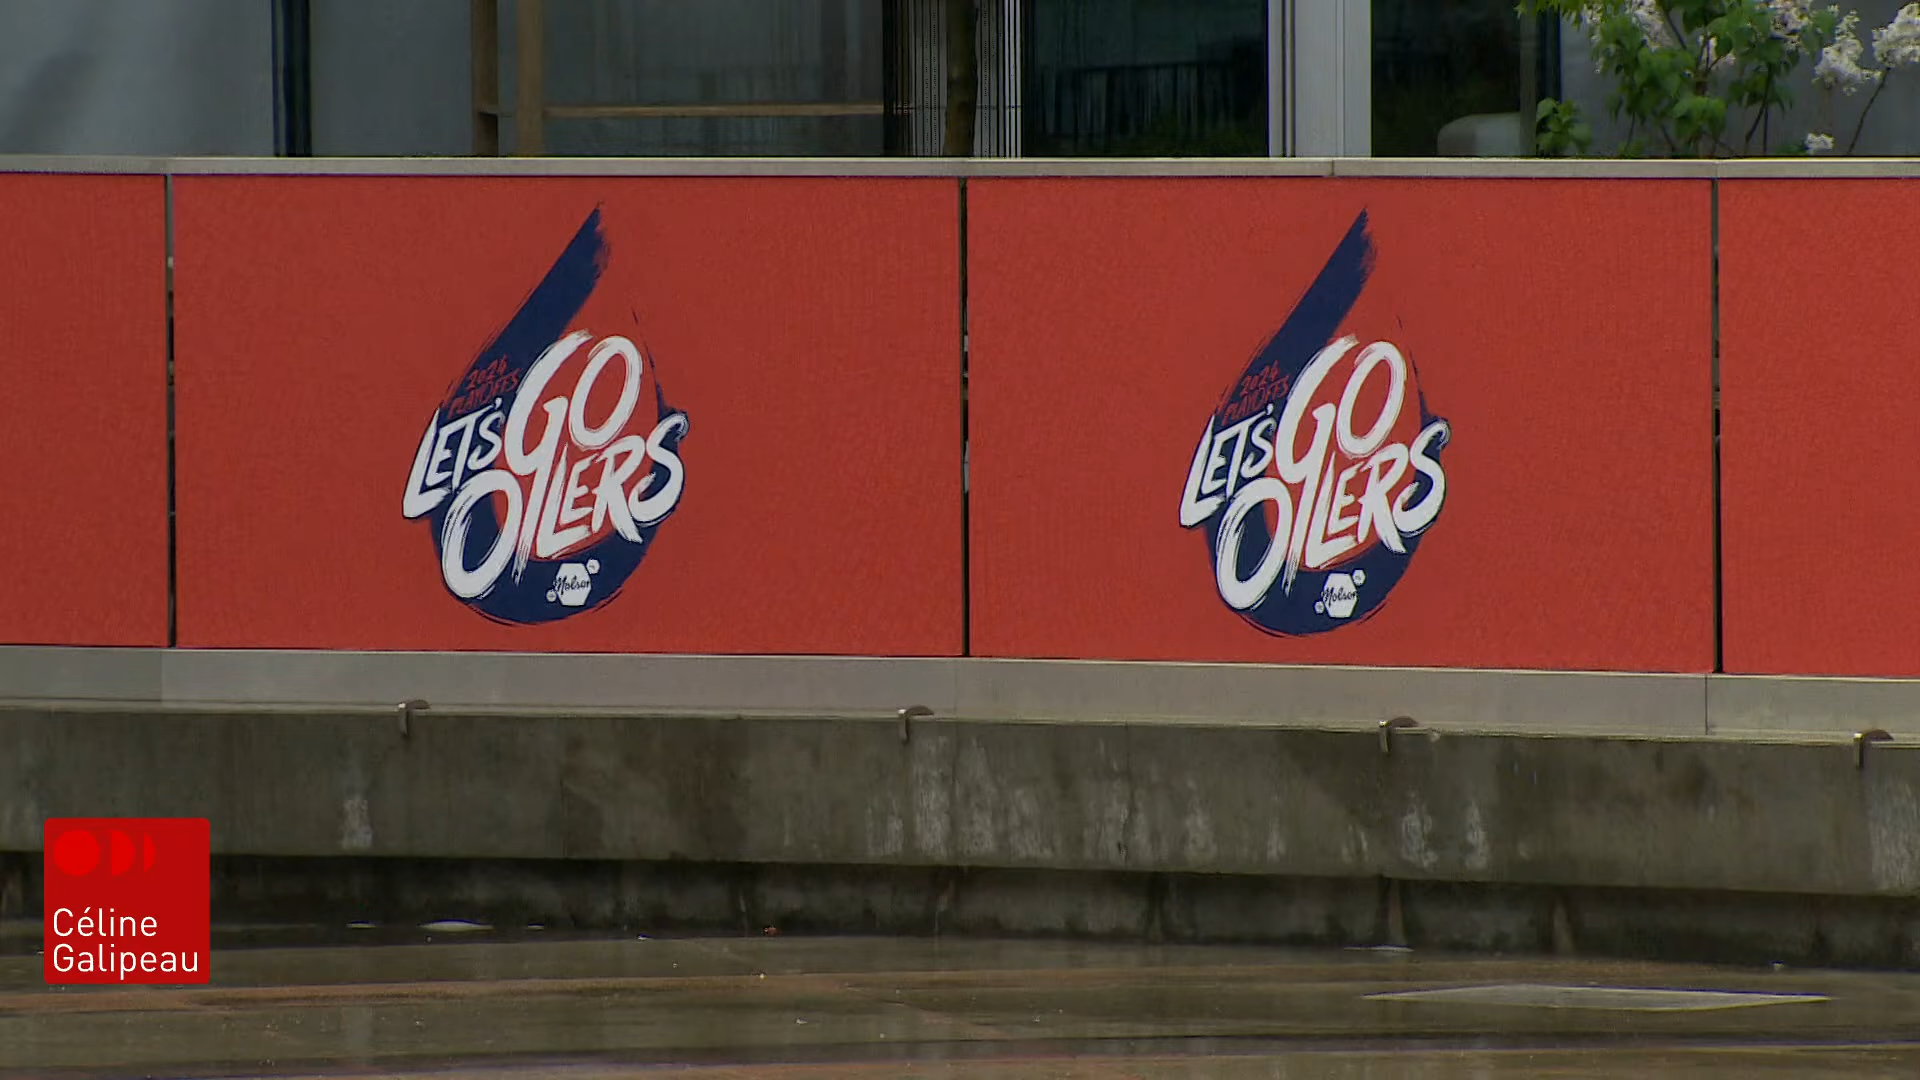 2024
PLAYOFFS
LET'S GO
OILERS
Molson
2024
PLAYOFFS
LET'S GO
OILERS
Molson
Céline
Galipeau